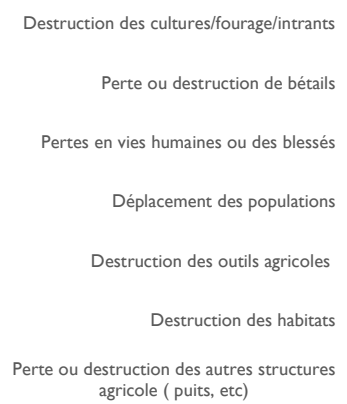 Destruction des cultures/fourage/intrants
Perte ou destruction de bétails
Pertes en vies humaines ou des blessés
Déplacement des populations
Destruction des outils agricoles
Destruction des habitats
Perte ou destruction des autres structures
agricole ( puits, etc)